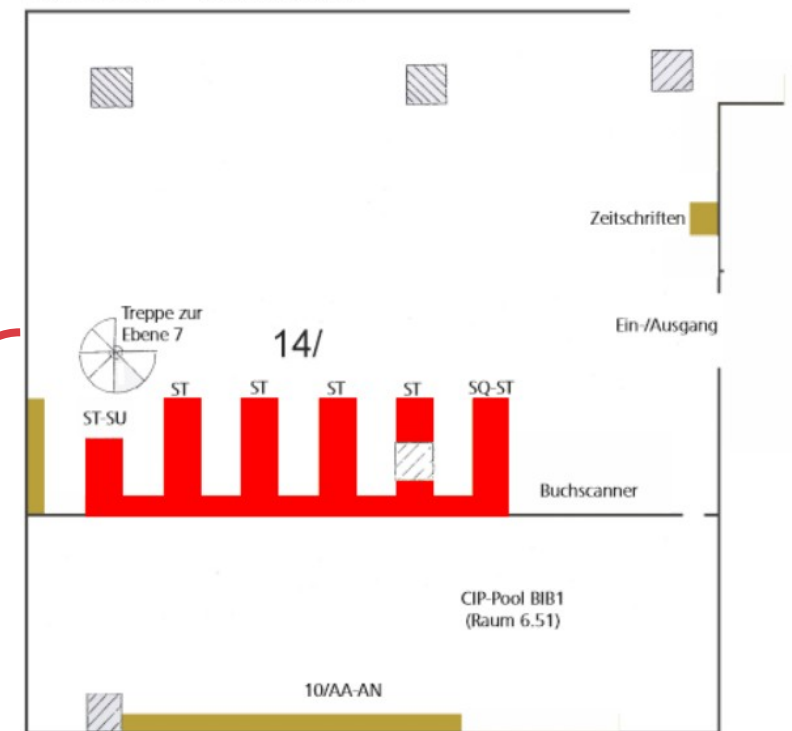 Zeitschriften
Treppe zur
Ebene 7
Ein-/Ausgang
14/
ST
ST
ST
ST
SQ-ST
ST-SU
Buchscanner
CIP-Pool BIB1
(Raum 6.51)
10/AA-AN